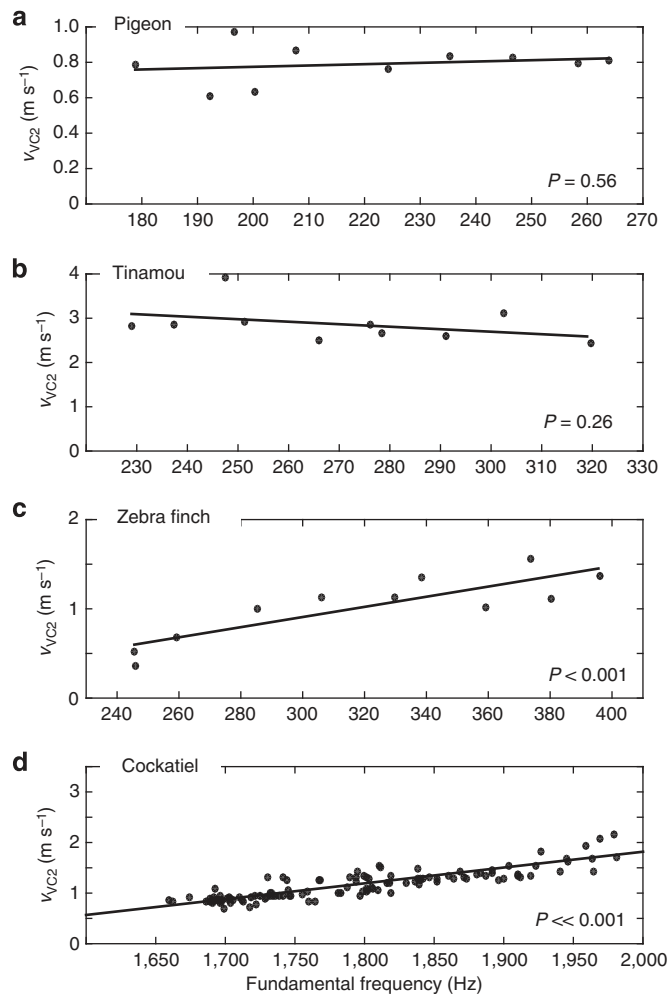 a
Pigeon
1.0
0.8
0.6
0.4
0.2
0
vVC2 (m s−1)
P = 0.56
180 190 200 210 220 230 240 250 260 270
b
Tinamou
4
3
2
1
0
vVC2 (m s−1)
P = 0.26
230 240 250 260 270 280 290 300 310 320 330
c
Zebra finch
2
1
0
vVC2 (m s−1)
P < 0.001
240 260 280 300 320 340 360 380 400
d
Cockatiel
3
2
1
0
vVC2 (m s−1)
P << 0.001
1,650 1,700 1,750 1,800 1,850 1,900 1,950 2,000
Fundamental frequency (Hz)